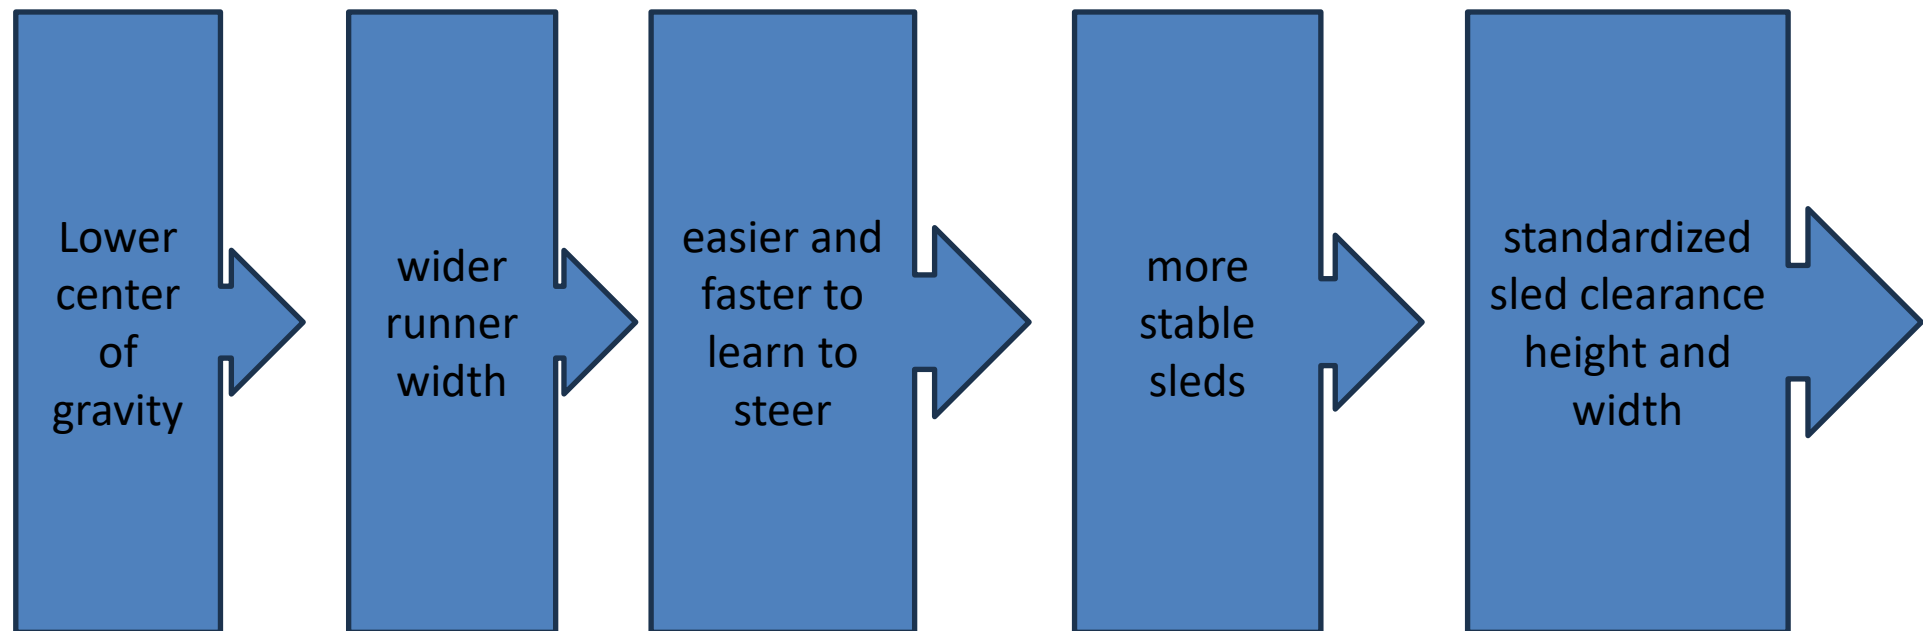 Lower
center
of
gravity
wider
runner
width
easier and
faster to
learn to
steer
more
stable
sleds
standardized
sled clearance
height and
width